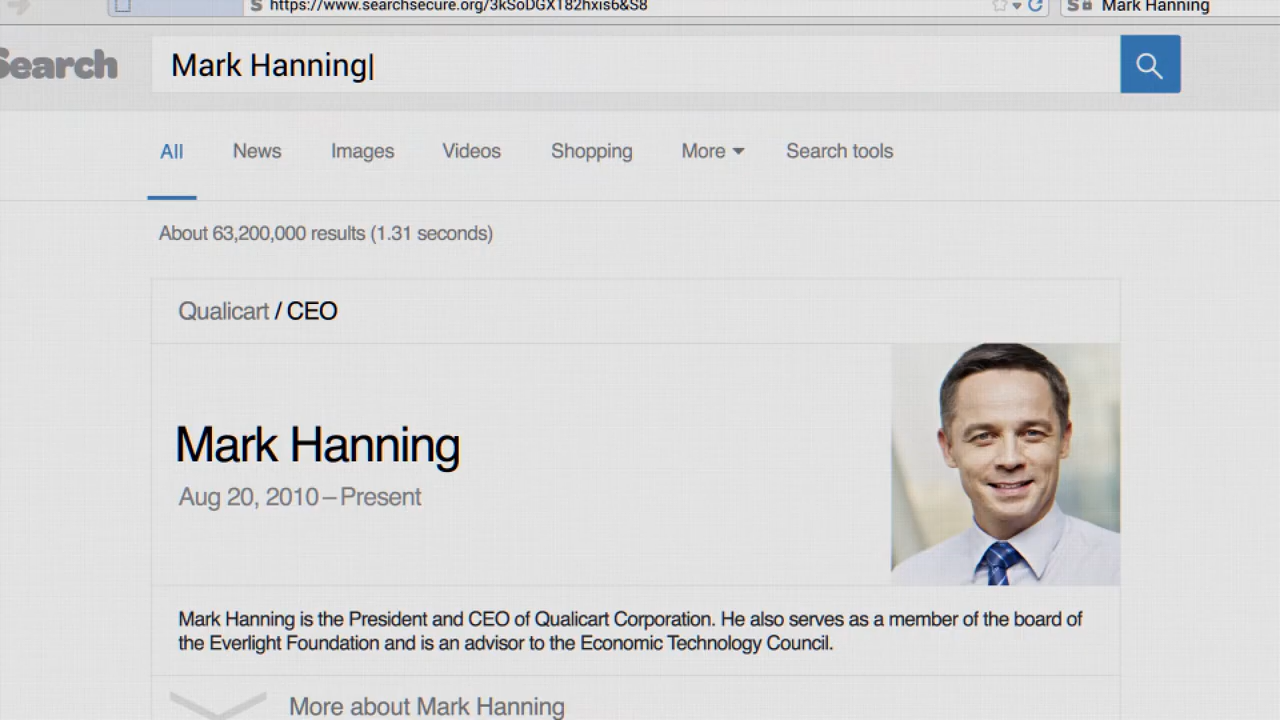 https://www.searchsecure.org/3kSoDGX182hxis6&S8
Mark Hanning
Search
Mark Hanning
All
News
Images
Videos
Shopping
More
Search tools
About 63,200,000 results (1.31 seconds)
Qualicart / CEO
Mark Hanning
Aug 20, 2010 – Present
Mark Hanning is the President and CEO of Qualicart Corporation. He also serves as a member of the board of
the Everlight Foundation and is an advisor to the Economic Technology Council.
More about Mark Hanning